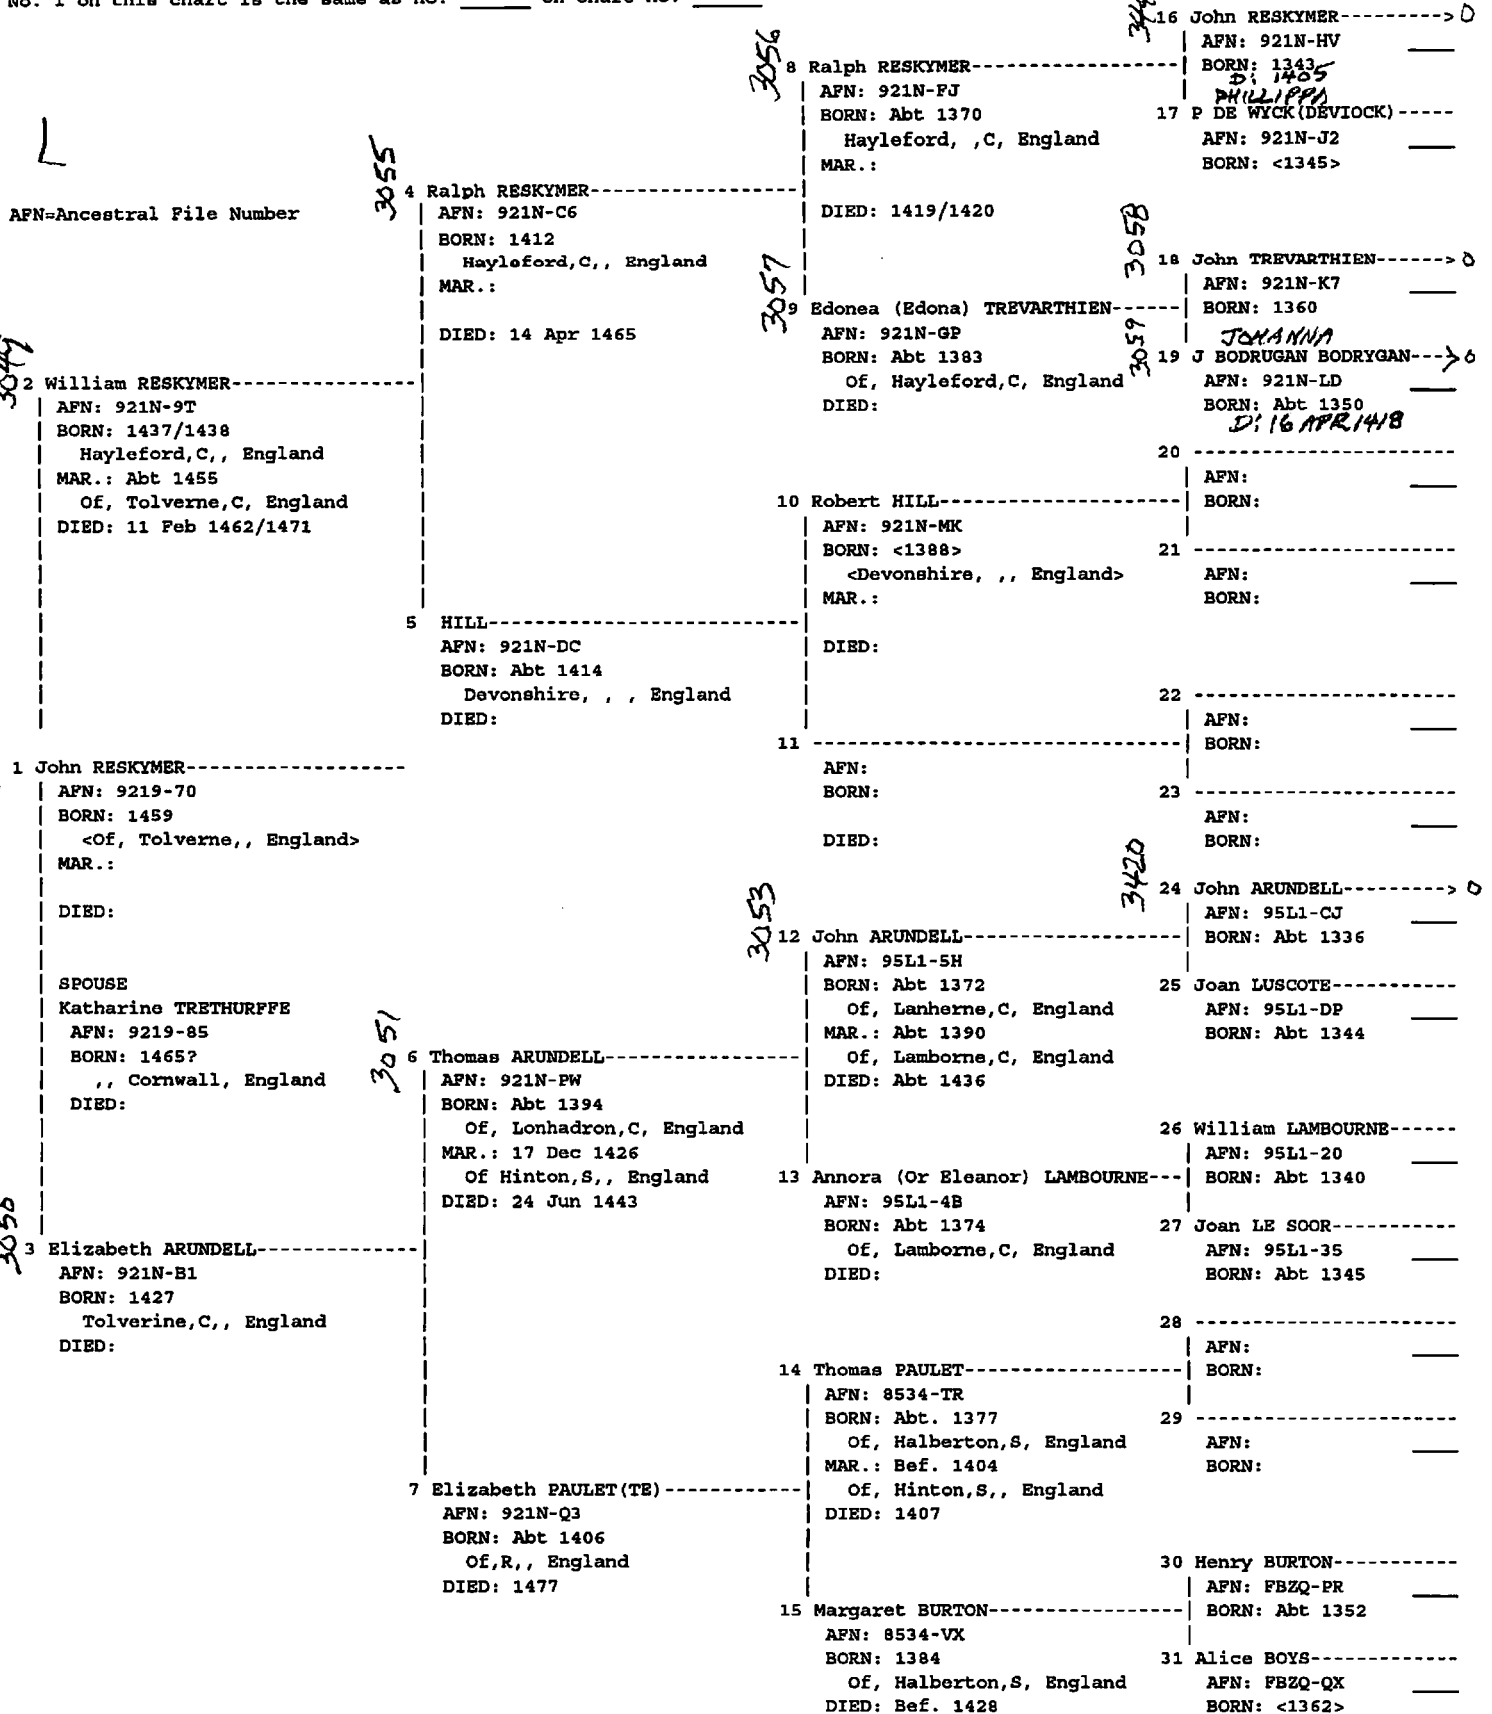 No. 1 on this chart is the same as no. _____ on chart no. _____
L
AFN=Ancestral File Number
3049
2 William RESKYMER
AFN: 921N-9T
BORN: 1437/1438
Hayleford,C,, England
MAR.: Abt 1455
Of, Tolverne,C, England
DIED: 11 Feb 1462/1471
1 John RESKYMER
AFN: 9219-70
BORN: 1459
<Of, Tolverne,, England>
MAR.:
DIED:
SPOUSE
Katharine TRETHURFFE
AFN: 9219-85
BORN: 1465?
,, Cornwall, England
DIED:
3050
3 Elizabeth ARUNDELL
AFN: 921N-B1
BORN: 1427
Tolverine,C,, England
DIED:
3055
4 Ralph RESKYMER
AFN: 921N-C6
BORN: 1412
Hayleford,C,, England
MAR.:
DIED: 14 Apr 1465
5 HILL
AFN: 921N-DC
BORN: Abt 1414
Devonshire, , , England
DIED:
3051
6 Thomas ARUNDELL
AFN: 921N-PW
BORN: Abt 1394
Of, Lonhadron,C, England
MAR.: 17 Dec 1426
Of Hinton,S,, England
DIED: 24 Jun 1443
7 Elizabeth PAULET(TE)
AFN: 921N-Q3
BORN: Abt 1406
Of,R,, England
DIED: 1477
3056
8 Ralph RESKYMER
AFN: 921N-FJ
BORN: Abt 1370
Hayleford, ,C, England
MAR.:
DIED: 1419/1420
3057
9 Edonea (Edona) TREVARTHIEN
AFN: 921N-GP
BORN: Abt 1383
Of, Hayleford,C, England
DIED:
10 Robert HILL
AFN: 921N-MK
BORN: <1388>
<Devonshire, ,, England>
MAR.:
DIED:
11
AFN:
BORN:
DIED:
3053
12 John ARUNDELL
AFN: 95L1-5H
BORN: Abt 1372
Of, Lanherne,C, England
MAR.: Abt 1390
Of, Lamborne,C, England
DIED: Abt 1436
13 Annora (Or Eleanor) LAMBOURNE
AFN: 95L1-4B
BORN: Abt 1374
Of, Lamborne,C, England
DIED:
14 Thomas PAULET
AFN: 8534-TR
BORN: Abt. 1377
Of, Halberton,S, England
MAR.: Bef. 1404
Of, Hinton,S,, England
DIED: 1407
15 Margaret BURTON
AFN: 8534-VX
BORN: 1384
Of, Halberton,S, England
DIED: Bef. 1428
16 John RESKYMER---------> 0
AFN: 921N-HV
BORN: 1343
D: 1405
PHILLIPPA
17 P DE WYCK(DEVIOCK)
AFN: 921N-J2
BORN: <1345>
3058
18 John TREVARTHIEN------> 0
AFN: 921N-K7
BORN: 1360
3059
JOHANNA
19 J BODRUGAN BODRYGAN---> 0
AFN: 921N-LD
BORN: Abt 1350
D: 16 APR 1418
20
AFN:
BORN:
21
AFN:
BORN:
22
AFN:
BORN:
23
AFN:
BORN:
3420
24 John ARUNDELL---------> 0
AFN: 95L1-CJ
BORN: Abt 1336
25 Joan LUSCOTE
AFN: 95L1-DP
BORN: Abt 1344
26 William LAMBOURNE
AFN: 95L1-20
BORN: Abt 1340
27 Joan LE SOOR
AFN: 95L1-35
BORN: Abt 1345
28
AFN:
BORN:
29
AFN:
BORN:
30 Henry BURTON
AFN: FBZQ-PR
BORN: Abt 1352
31 Alice BOYS
AFN: FBZQ-QX
BORN: <1362>